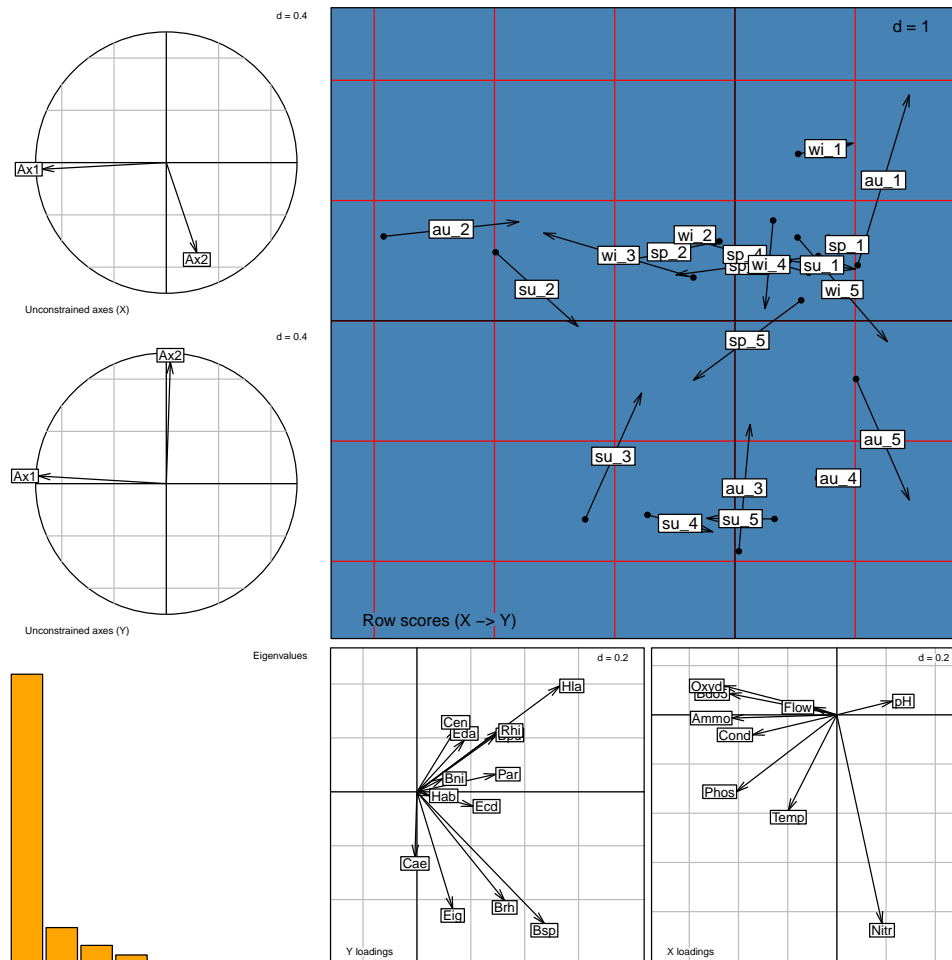 d = 0.4
Ax1
Ax2
Unconstrained axes (X)
d = 0.4
Ax2
Ax1
Unconstrained axes (Y)
Eigenvalues
d = 1
wi_1
au_1
au_2
wi_2
sp_1
sp_2
sp_4
wi_3
wi_4
su_1
su_2
wi_5
sp_5
au_5
su_3
au_4
au_3
su_4
su_5
Row scores (X −> Y)
d = 0.2
Hla
Cen
Eda
Rhi
Bni
Par
Hab
Ecd
Cae
Eig
Brh
Bsp
Y loadings
d = 0.2
Oxyd
pH
Flow
Ammo
Cond
Phos
Temp
Nitr
X loadings